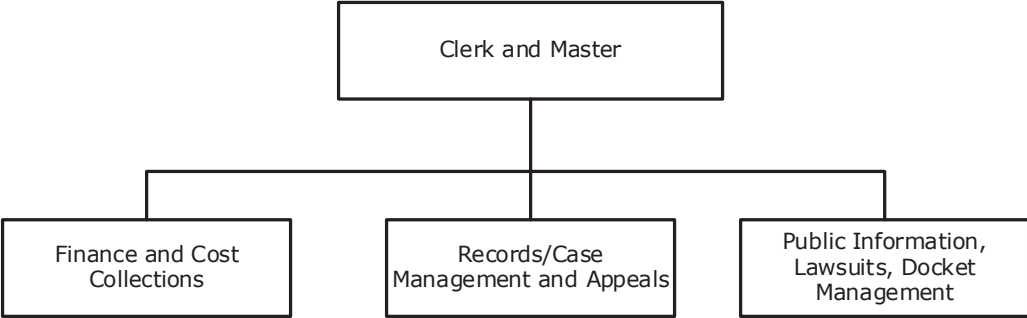 Clerk and Master
Finance and Cost
Collections
Records/Case
Management and Appeals
Public Information,
Lawsuits, Docket
Management